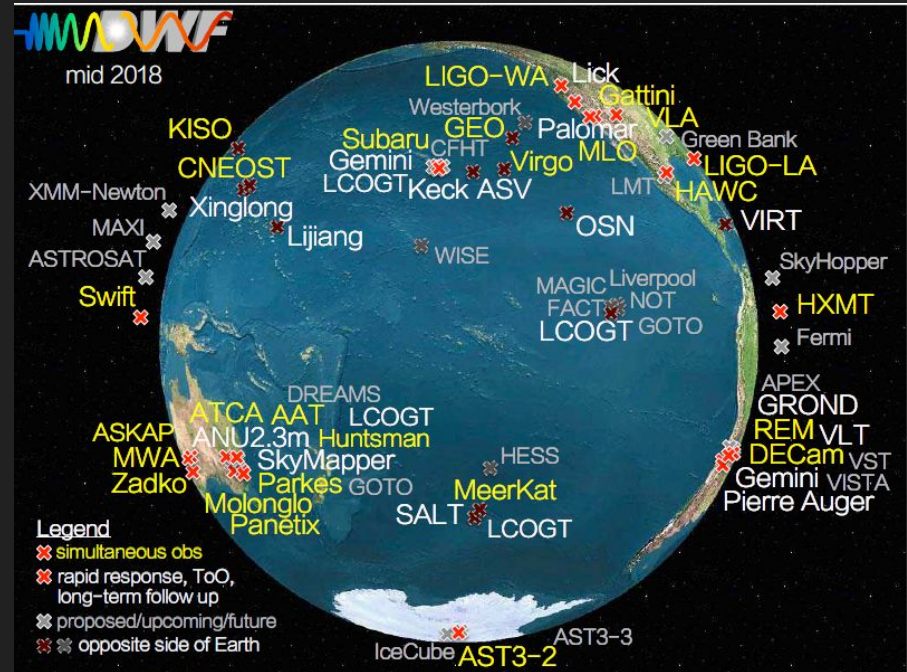 DWF
mid 2018
LIGO-WA
Lick
Gattini
Westerbork
GEO
VLA
KISO
Subaru
CFHT
Palomar
Green Bank
CNEOST
Gemini
Virgo
MLO
LIGO-LA
LCOGT
Keck ASV
LMT
HAWC
XMM-Newton
Xinglong
OSN
VIRT
MAXI
Lijiang
WISE
ASTROSAT
SkyHopper
Swift
MAGIC
Liverpool
FACT
NOT
HXMT
LCOGT
GOTO
Fermi
DREAMS
APEX
ATCA AAT
LCOGT
GROND
ASKAP
ANU2.3m
Huntsman
REM
VLT
MWA
SkyMapper
HESS
DECam
VST
Zadko
Parkes
GOTO
MeerKat
Gemini
VISTA
Molonglo
Pierre Auger
Panetix
SALT
LCOGT
Legend
simultaneous obs
rapid response, ToO,
long-term follow up
proposed/upcoming/future
opposite side of Earth
IceCube
AST3-2
AST3-3